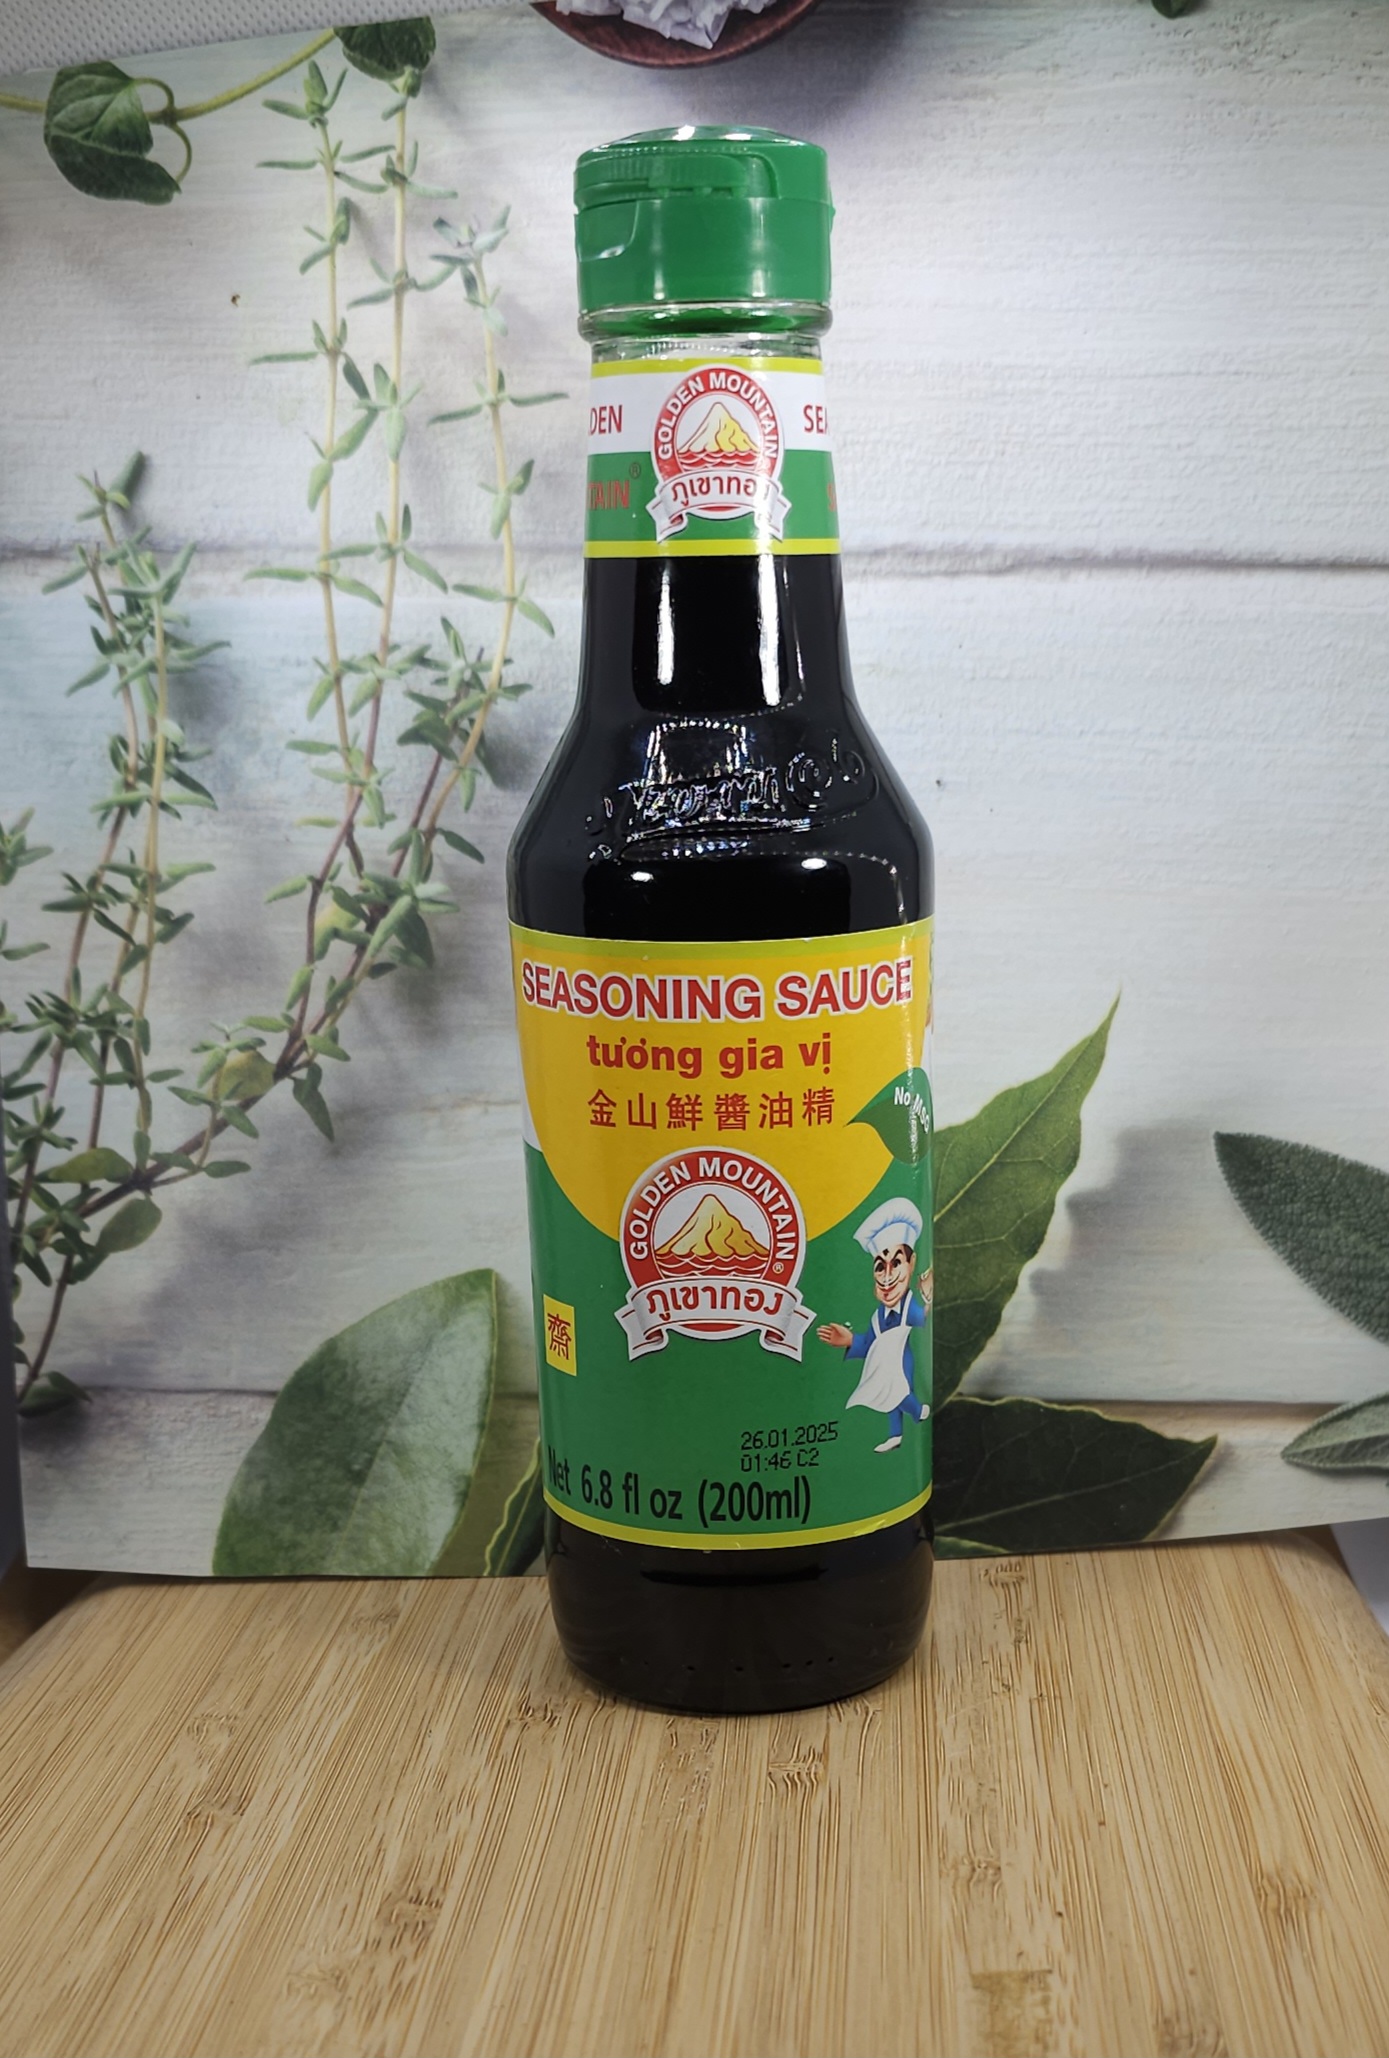 GOLDEN MOUNTAIN
DEN
SEA
TAIN®
ภูเขาทอง
SEASONING SAUCE
tương gia vị
金山鮮醬油精
No MSG
GOLDEN MOUNTAIN®
ภูเขาทอง
齋
26.01.2025
01:46 C2
Net 6.8 fl oz (200ml)